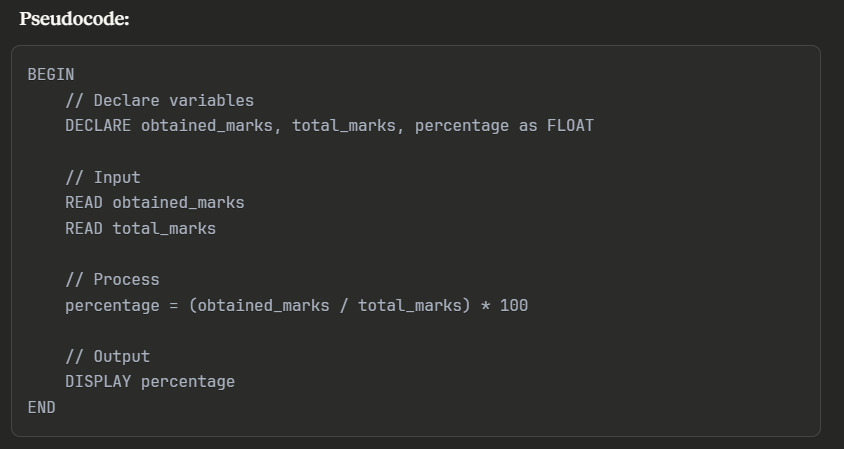 Pseudocode:
BEGIN
// Declare variables
DECLARE obtained_marks, total_marks, percentage as FLOAT
// Input
READ obtained_marks
READ total_marks
// Process
percentage = (obtained_marks / total_marks) * 100
// Output
DISPLAY percentage
END